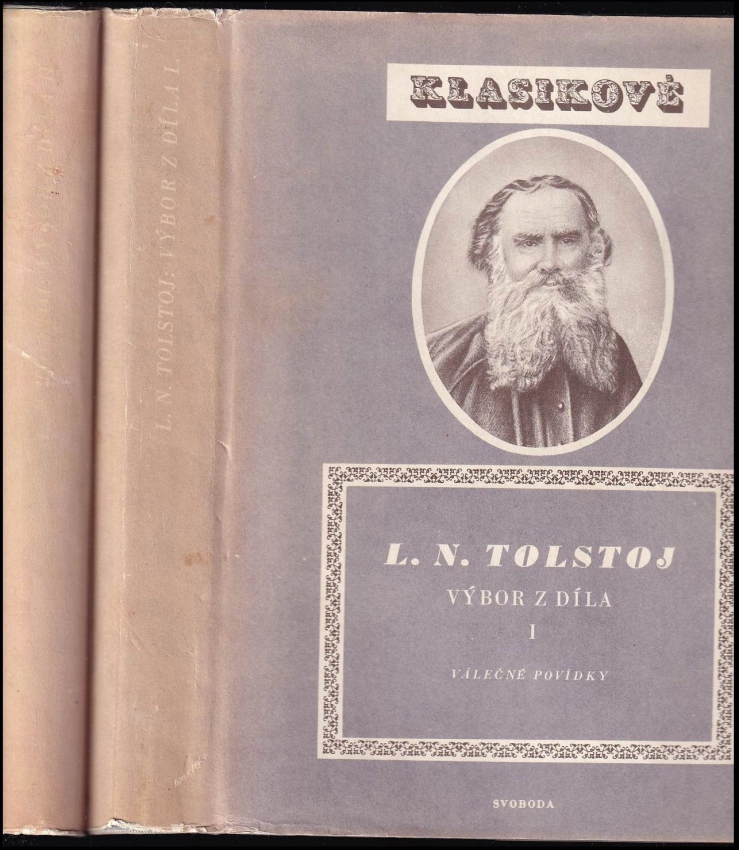 KLASIKOVÉ
L. N. TOLSTOJ
VÝBOR Z DÍLA
I
VÁLEČNÉ POVÍDKY
SVOBODA
L. N. TOLSTOJ: VÝBOR Z DÍLA I.